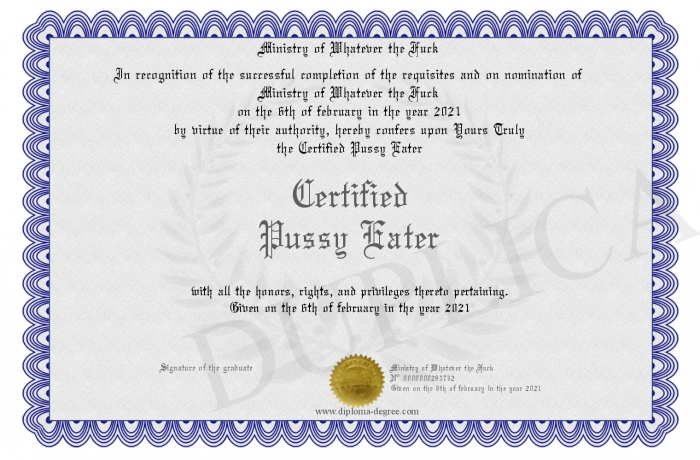 Ministry of Whatever the Fuck
In recognition of the successful completion of the requisites and on nomination of
Ministry of Whatever the Fuck
on the 6th of february in the year 2021
by virtue of their authority, hereby confers upon Yours Truly
the Certified Pussy Eater
Certified
Pussy Eater
with all the honors, rights, and privileges thereto pertaining.
Given on the 6th of february in the year 2021
DUPLICA
Signature of the graduate
Ministry of Whatever the Fuck
Given on the 6th of february in the year 2021
www.diploma-degree.com